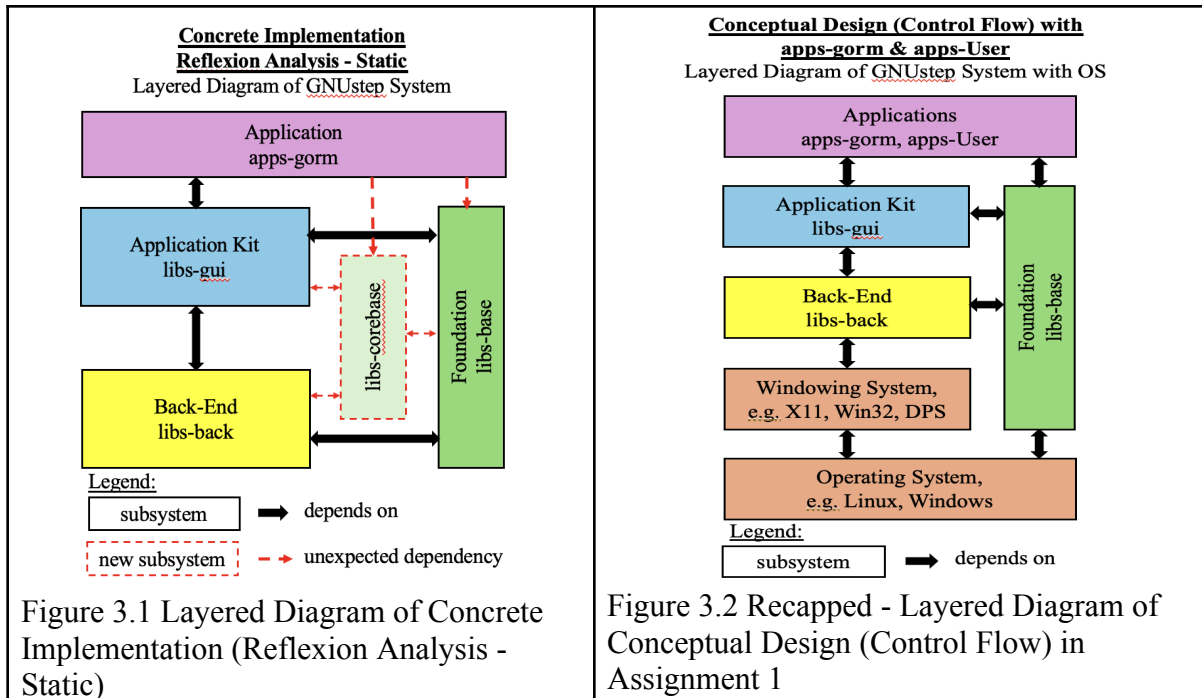 Concrete Implementation
Reflexion Analysis - Static
Layered Diagram of GNUstep System
Application
apps-gorm
Application Kit
libs-gui
libs-corebase
Foundation
libs-base
Back-End
libs-back
Legend:
subsystem
depends on
new subsystem
unexpected dependency
Figure 3.1 Layered Diagram of Concrete
Implementation (Reflexion Analysis -
Static)
Conceptual Design (Control Flow) with
apps-gorm & apps-User
Layered Diagram of GNUstep System with OS
Applications
apps-gorm, apps-User
Application Kit
libs-gui
Back-End
libs-back
Foundation
libs-base
Windowing System,
e.g. X11, Win32, DPS
Operating System,
e.g. Linux, Windows
Legend:
subsystem
depends on
Figure 3.2 Recapped - Layered Diagram of
Conceptual Design (Control Flow) in
Assignment 1